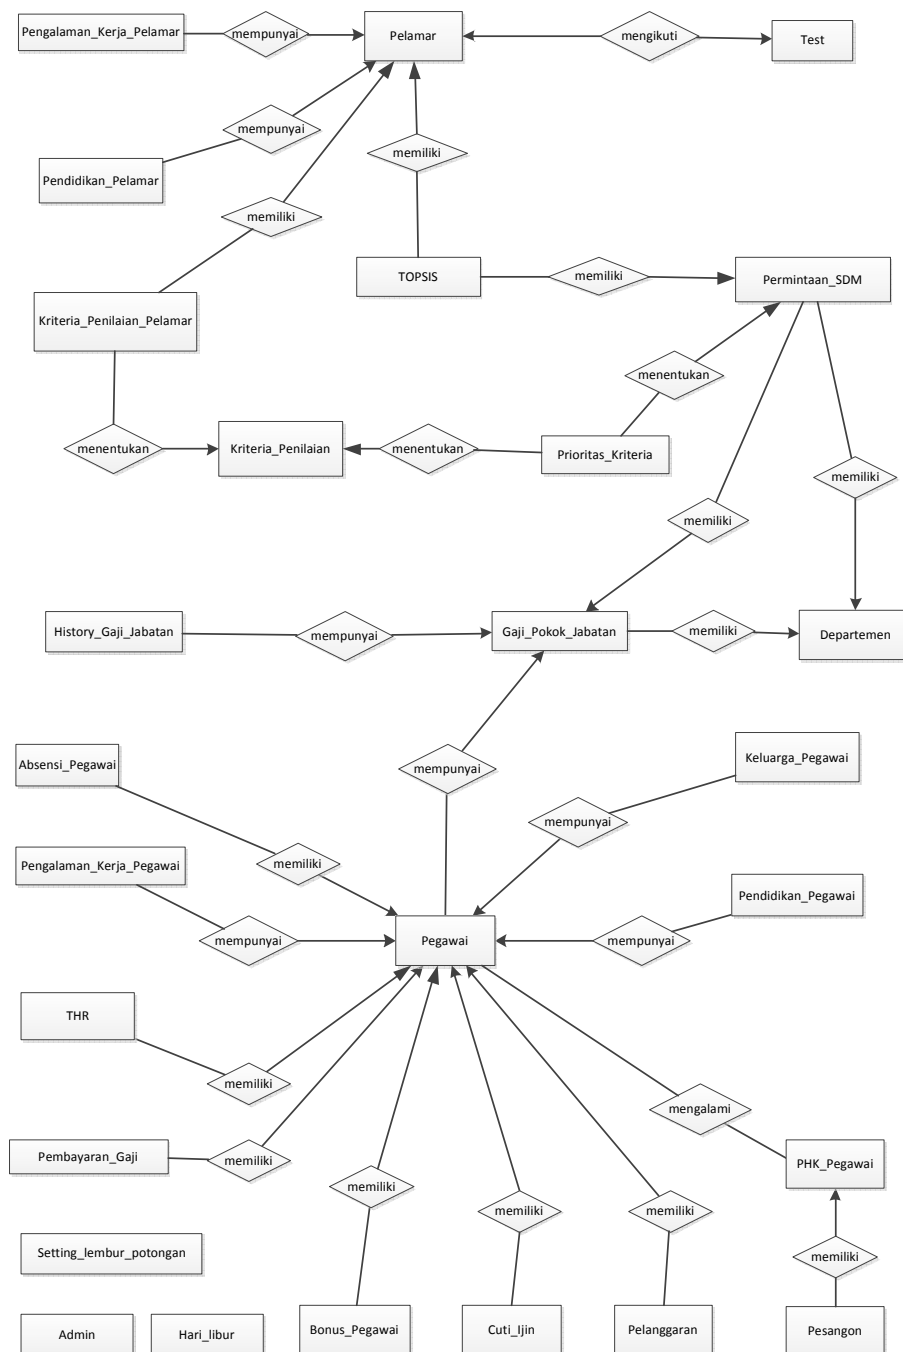 Pengalaman_Kerja_Pelamar
mempunyai
Pelamar
mengikuti
Test
mempunyai
Pendidikan_Pelamar
memiliki
memiliki
TOPSIS
memiliki
Permintaan_SDM
Kriteria_Penilaian_Pelamar
menentukan
menentukan
Kriteria_Penilaian
menentukan
Prioritas_Kriteria
memiliki
memiliki
History_Gaji_Jabatan
mempunyai
Gaji_Pokok_Jabatan
memiliki
Departemen
Absensi_Pegawai
mempunyai
Keluarga_Pegawai
mempunyai
memiliki
Pengalaman_Kerja_Pegawai
Pendidikan_Pegawai
mempunyai
Pegawai
mempunyai
THR
memiliki
mengalami
Pembayaran_Gaji
memiliki
PHK_Pegawai
memiliki
memiliki
memiliki
Setting_lembur_potongan
memiliki
Admin
Hari_libur
Bonus_Pegawai
Cuti_Ijin
Pelanggaran
Pesangon